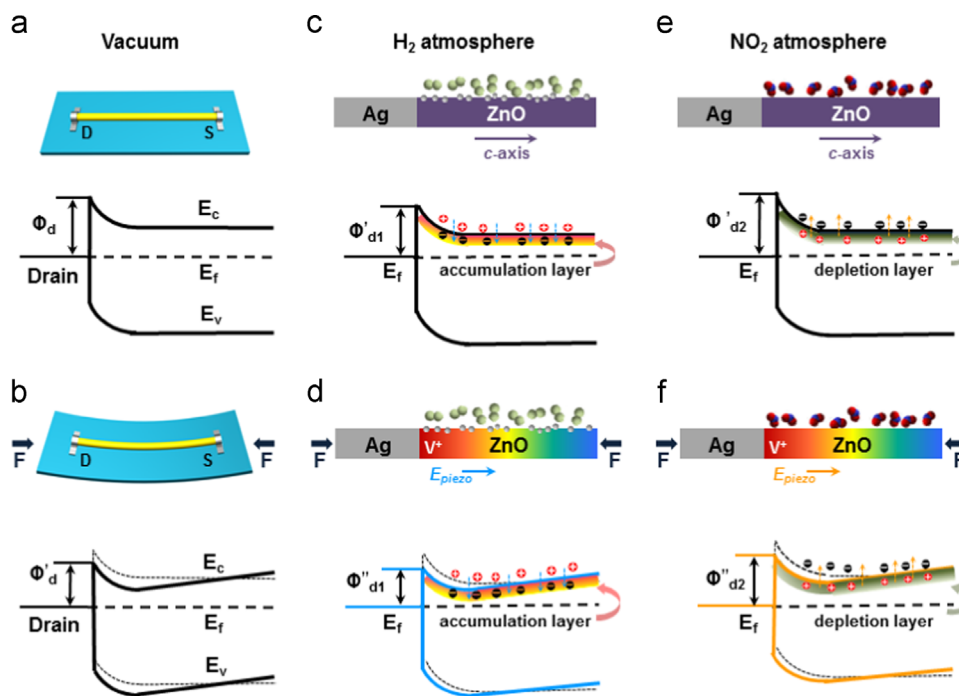 a
Vacuum
D S
Φd
Ec
Drain
Ef
Ev
c
H2 atmosphere
Ag ZnO
c-axis
Φ'd1
Ef accumulation layer
e
NO2 atmosphere
Ag ZnO
c-axis
Φ'd2
Ef depletion layer
b
F D S F
Φ'd
Ec
Drain
Ef
Ev
d
F Ag V+ ZnO
Epiezo
Φ"d1
Ef accumulation layer
f
F Ag V+ ZnO F
Epiezo
Φ"d2
Ef depletion layer